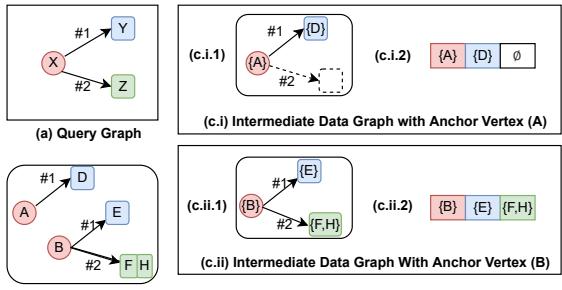 #1
Y
X
#2
Z
(a) Query Graph
(c.i.1)
#1
{D}
{A}
#2
(c.i.2)
{A} {D} ∅
(c.i) Intermediate Data Graph with Anchor Vertex (A)
#1
D
A
#1
E
B
#2
F H
(c.ii.1)
#1
{E}
{B}
#2
{F,H}
(c.ii.2)
{B} {E} {F,H}
(c.ii) Intermediate Data Graph With Anchor Vertex (B)